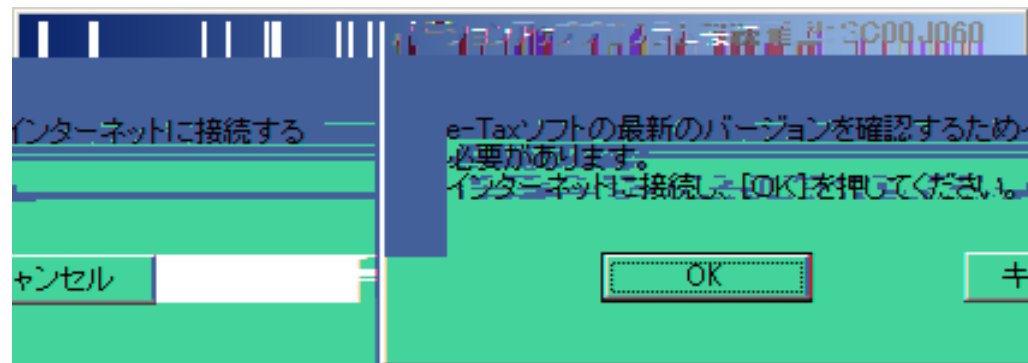 SC00J060
インターネットに接続する
e-Taxソフトの最新のバージョンを確認するため
必要があります。
インターネットに接続し、[OK]を押してください。
ャンセル
OK
キ